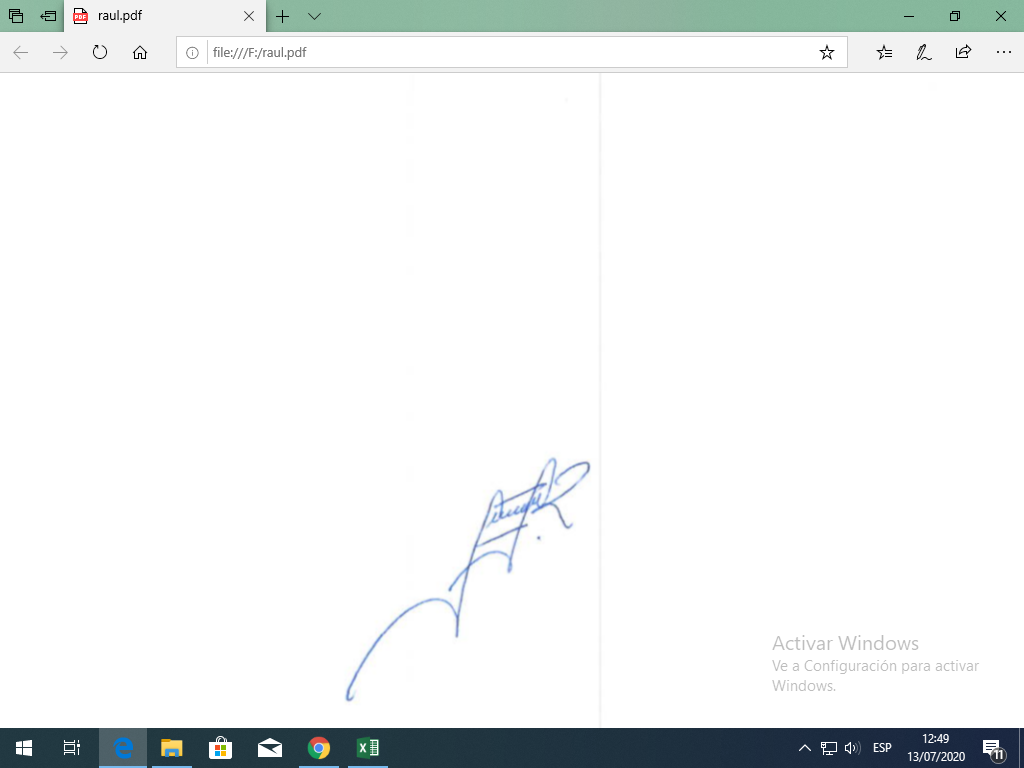 raul.pdf
file:///F:/raul.pdf
Activar Windows
Ve a Configuración para activar
Windows.
ESP
12:49
13/07/2020
11